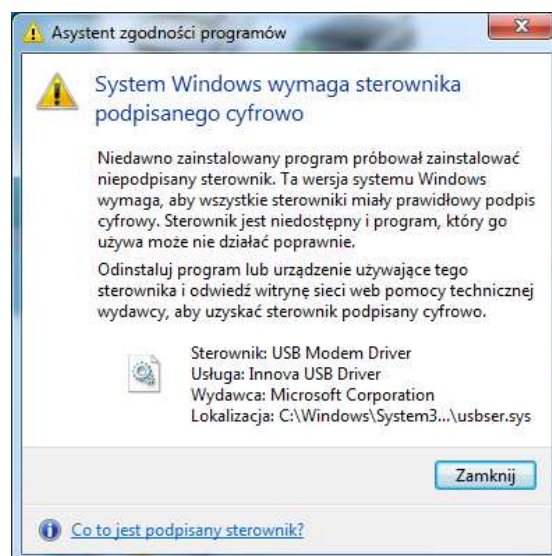 Asystent zgodności programów
System Windows wymaga sterownika
podpisanego cyfrowo
Niedawno zainstalowany program próbował zainstalować
niepodpisany sterownik. Ta wersja systemu Windows
wymaga, aby wszystkie sterowniki miały prawidłowy podpis
cyfrowy. Sterownik jest niedostępny i program, który go
używa może nie działać poprawnie.
Odinstaluj program lub urządzenie używające tego
sterownika i odwiedź witrynę sieci web pomocy technicznej
wydawcy, aby uzyskać sterownik podpisany cyfrowo.
Sterownik: USB Modem Driver
Usługa: Innova USB Driver
Wydawca: Microsoft Corporation
Lokalizacja: C:\Windows\System3...\usbser.sys
Zamknij
Co to jest podpisany sterownik?